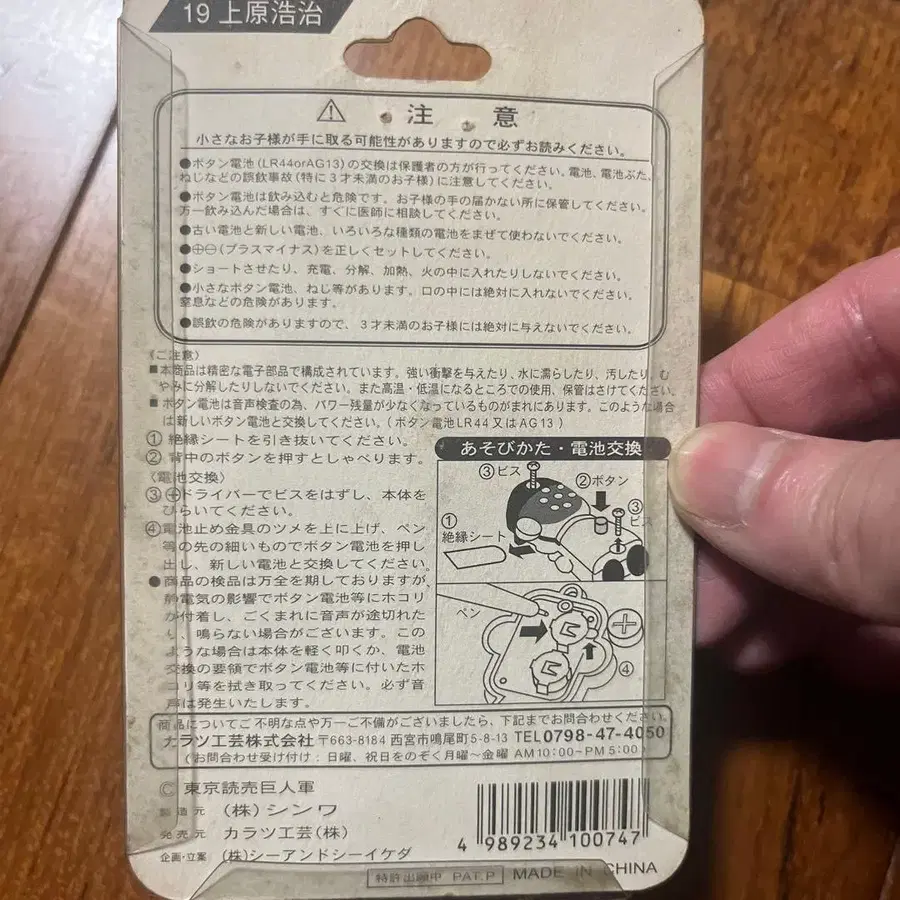 19 上原浩治
⚠ 注 意
小さなお子様が手に取る可能性がありますので必ずお読みください。
●ボタン電池(LR44orAG13)の交換は保護者の方が行ってください。電池、電池ぶた、
ねじなどの誤飲事故(特に3才未満のお子様)に注意してください。
●ボタン電池は飲み込むと危険です。お子様の手の届かない所に保管してください。
万一飲み込んだ場合は、すぐに医師に相談してください。
●古い電池と新しい電池、いろいろな種類の電池をまぜて使わないでください。
●⊕⊖(プラスマイナス)を正しくセットしてください。
●ショートさせたり、充電、分解、加熱、火の中に入れたりしないでください。
●小さなボタン電池、ねじ等があります。口の中には絶対に入れないでください。
窒息などの危険があります。
●誤飲の危険がありますので、3才未満のお子様には絶対に与えないでください。
《ご注意》
■本商品は精密な電子部品で構成されています。強い衝撃を与えたり、水に濡らしたり、汚したり、む
やみに分解したりしないでください。また高温・低温になるところでの使用、保管はさけてください。
■ボタン電池は音声検査の為、パワー残量が少なくなっているものがまれにあります。このような場合
は新しいボタン電池と交換してください。(ボタン電池LR44又はAG13)
①絶縁シートを引き抜いてください。
②背中のボタンを押すとしゃべります。
〈電池交換〉
③⊕ドライバーでビスをはずし、本体を
ひらいてください。
④電池止め金具のツメを上に上げ、ペン
等の先の細いものでボタン電池を押し
出し、新しい電池と交換してください。
●商品の検品は万全を期しておりますが、
静電気の影響でボタン電池等にホコリ
が付着し、ごくまれに音声が途切れた
り、鳴らない場合がございます。この
ような場合は本体を軽く叩くか、電池
交換の要領でボタン電池等に付いたホ
コリ等を拭き取ってください。必ず音
声は発生いたします。
あそびかた・電池交換
③ビス
②ボタン
③
ビス
①
絶縁シート
ペン
④
商品についてご不明な点や万一ご不備がございましたら、下記までお問合わせください。
カラツ工芸株式会社 〒663-8184 西宮市鳴尾町5-8-13 TEL0798-47-4050
(お問合わせ受け付け:日曜、祝日をのぞく月曜〜金曜 AM10:00〜PM5:00)
© 東京読売巨人軍
製造元 (株)シンワ
発売元 カラツ工芸(株)
企画・立案 (株)シーアンドシーイケダ
4 989234 100747
特許出願中 PAT.P MADE IN CHINA